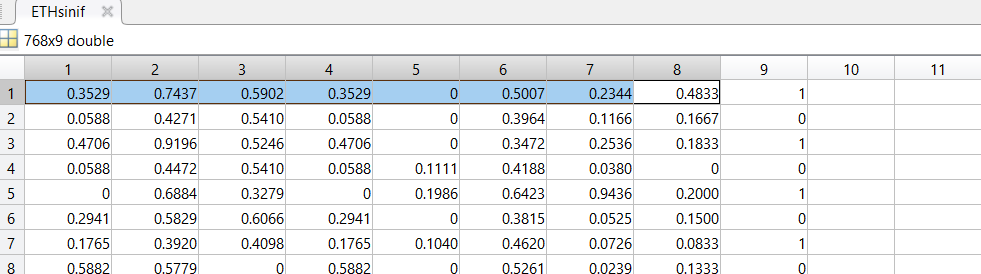 ETHsinif
768x9 double
1 2 3 4 5 6 7 8 9 10 11
1 0.3529 0.7437 0.5902 0.3529 0 0.5007 0.2344 0.4833 1
2 0.0588 0.4271 0.5410 0.0588 0 0.3964 0.1166 0.1667 0
3 0.4706 0.9196 0.5246 0.4706 0 0.3472 0.2536 0.1833 1
4 0.0588 0.4472 0.5410 0.0588 0.1111 0.4188 0.0380 0 0
5 0 0.6884 0.3279 0 0.1986 0.6423 0.9436 0.2000 1
6 0.2941 0.5829 0.6066 0.2941 0 0.3815 0.0525 0.1500 0
7 0.1765 0.3920 0.4098 0.1765 0.1040 0.4620 0.0726 0.0833 1
8 0.5882 0.5779 0 0.5882 0 0.5261 0.0239 0.1333 0